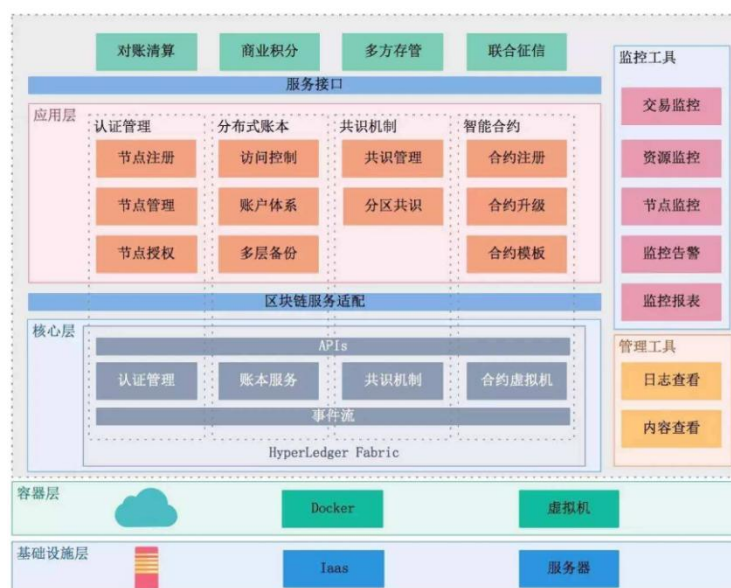 对账清算 商业积分 多方存管 联合征信
服务接口
应用层
认证管理 分布式账本 共识机制 智能合约
节点注册 访问控制 共识管理 合约注册
节点管理 账户体系 分区共识 合约升级
节点授权 多层备份 合约模板
区块链服务适配
核心层
APIs
认证管理 账本服务 共识机制 合约虚拟机
事件流
HyperLedger Fabric
监控工具
交易监控
资源监控
节点监控
监控告警
监控报表
管理工具
日志查看
内容查看
容器层
Docker 虚拟机
基础设施层
Iaas 服务器